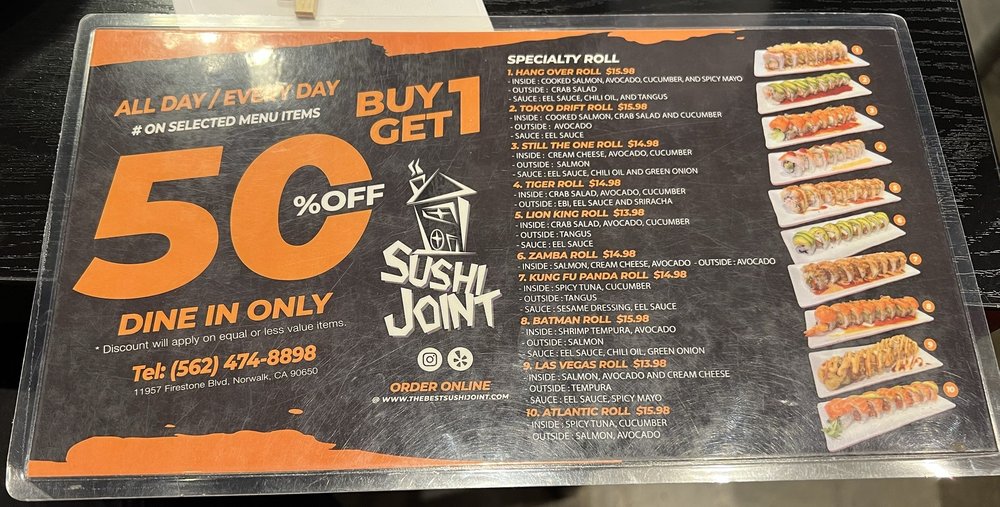 ALL DAY / EVERY DAY
# ON SELECTED MENU ITEMS
BUY 1
GET
50
%OFF
DINE IN ONLY
* Discount will apply on equal or less value items.
Tel: (562) 474-8898
11957 Firestone Blvd, Norwalk, CA 90650
SUSHI
JOINT
ORDER ONLINE
@ WWW.THEBESTSUSHIJOINT.COM
SPECIALTY ROLL
1. HANG OVER ROLL $15.98
- INSIDE : COOKED SALMON, AVOCADO, CUCUMBER, AND SPICY MAYO
- OUTSIDE : CRAB SALAD
- SAUCE : EEL SAUCE, CHILI OIL, AND TANGUS
2. TOKYO DRIFT ROLL $15.98
- INSIDE : COOKED SALMON, CRAB SALAD AND CUCUMBER
- OUTSIDE : AVOCADO
- SAUCE : EEL SAUCE
3. STILL THE ONE ROLL $14.98
- INSIDE : CREAM CHEESE, AVOCADO, CUCUMBER
- OUTSIDE : SALMON
- SAUCE : EEL SAUCE, CHILI OIL AND GREEN ONION
4. TIGER ROLL $14.98
- INSIDE : CRAB SALAD, AVOCADO, CUCUMBER
- OUTSIDE : EBI, EEL SAUCE AND SRIRACHA
5. LION KING ROLL $13.98
- INSIDE : CRAB SALAD, AVOCADO, CUCUMBER
- OUTSIDE : TANGUS
- SAUCE : EEL SAUCE
6. ZAMBA ROLL $14.98
- INSIDE : SALMON, CREAM CHEESE, AVOCADO - OUTSIDE : AVOCADO
7. KUNG FU PANDA ROLL $14.98
- INSIDE : SPICY TUNA, CUCUMBER
- OUTSIDE : TANGUS
- SAUCE : SESAME DRESSING, EEL SAUCE
8. BATMAN ROLL $15.98
- INSIDE : SHRIMP TEMPURA, AVOCADO
- OUTSIDE : SALMON
- SAUCE : EEL SAUCE, CHILI OIL, GREEN ONION
9. LAS VEGAS ROLL $13.98
- INSIDE : SALMON, AVOCADO AND CREAM CHEESE
- OUTSIDE : TEMPURA
- SAUCE : EEL SAUCE, SPICY MAYO
10. ATLANTIC ROLL $15.98
- INSIDE : SPICY TUNA, CUCUMBER
- OUTSIDE : SALMON, AVOCADO
1
2
3
4
5
6
7
8
9
10